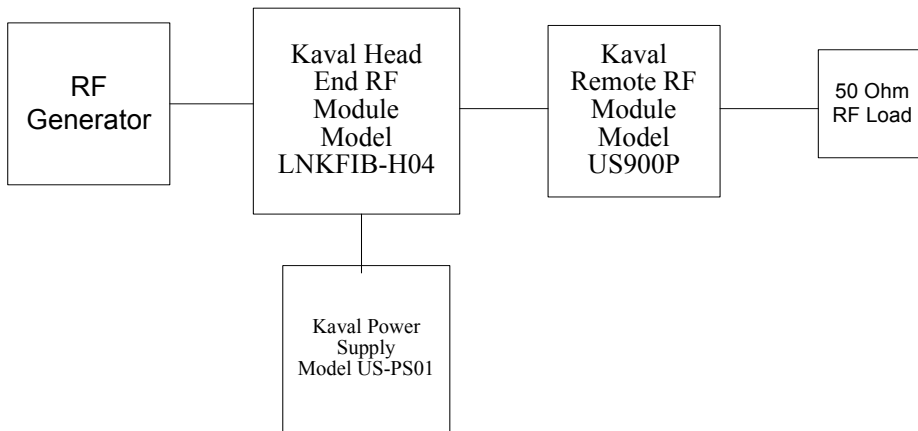 RF
Generator
Kaval Head
End RF
Module
Model
LNKFIB-H04
Kaval
Remote RF
Module
Model
US900P
50 Ohm
RF Load
Kaval Power
Supply
Model US-PS01